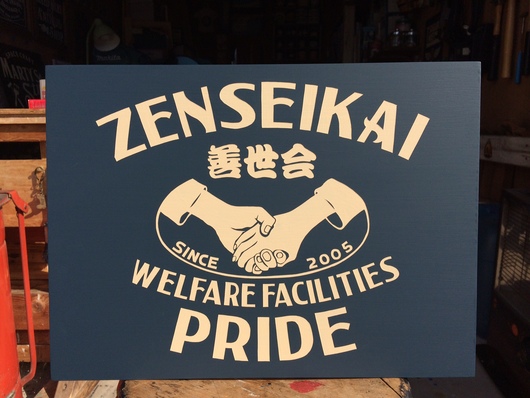 ZENSEIKAI
善世会
SINCE 2005
WELFARE FACILITIES
PRIDE